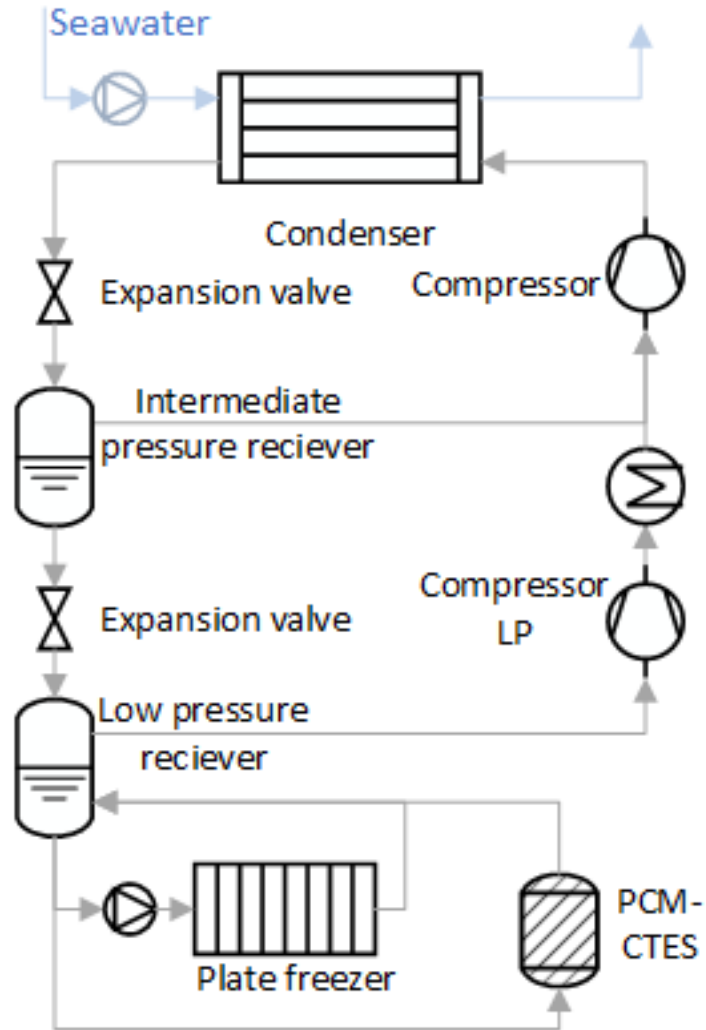 Seawater
Condenser
Expansion valve
Compressor
Intermediate
pressure reciever
Compressor
LP
Expansion valve
Low pressure
reciever
PCM-
CTES
Plate freezer